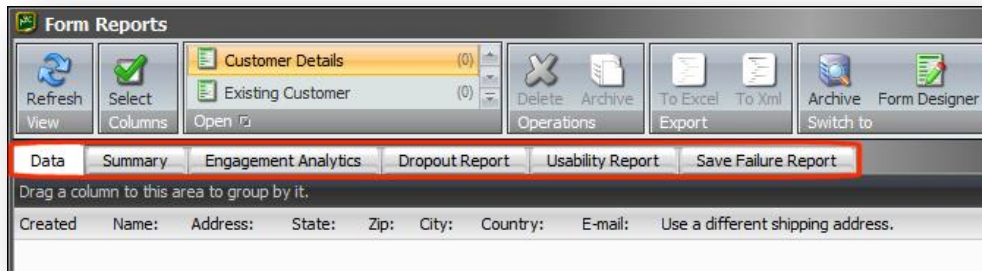 Form Reports
Customer Details (0)
Existing Customer (0)
Refresh Select Delete Archive To Excel To Xml Archive Form Designer
View Columns Open Operations Export Switch to
Data Summary Engagement Analytics Dropout Report Usability Report Save Failure Report
Drag a column to this area to group by it.
Created Name: Address: State: Zip: City: Country: E-mail: Use a different shipping address.